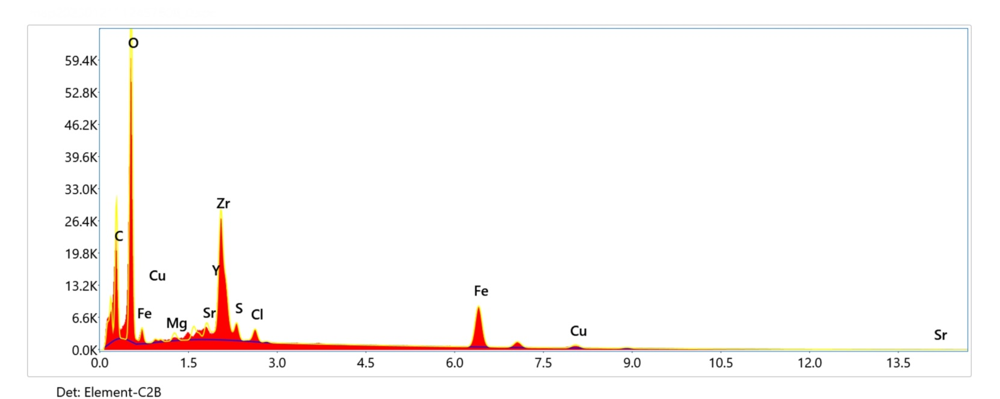 O
59.4K
52.8K
46.2K
39.6K
33.0K
Zr
26.4K
C
19.8K
Y
Cu
13.2K
Fe
S
6.6K
Fe
Mg
Sr
Cl
Cu
Sr
0.0K
0.0 1.5 3.0 4.5 6.0 7.5 9.0 10.5 12.0 13.5
Det: Element-C2B